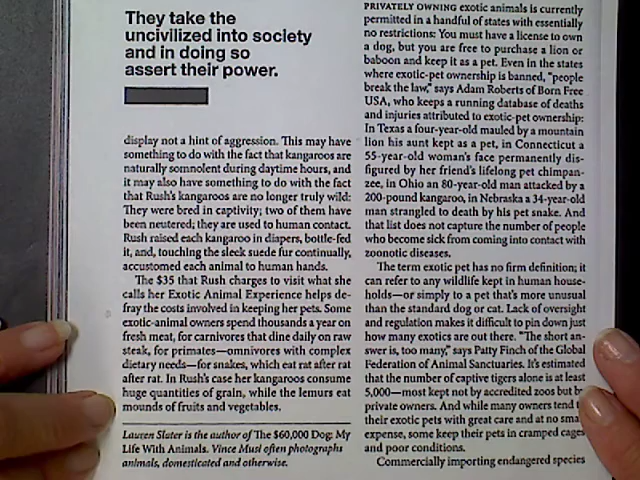 They take the
uncivilized into society
and in doing so
assert their power.
display not a hint of aggression. This may have
something to do with the fact that kangaroos are
naturally somnolent during daytime hours, and
it may also have something to do with the fact
that Rush's kangaroos are no longer truly wild:
They were bred in captivity; two of them have
been neutered; they are used to human contact.
Rush raised each kangaroo in diapers, bottle-fed
it, and, touching the sleek suede fur continually,
accustomed each animal to human hands.
The $35 that Rush charges to visit what she
calls her Exotic Animal Experience helps de-
fray the costs involved in keeping her pets. Some
exotic-animal owners spend thousands a year on
fresh meat, for carnivores that dine daily on raw
steak, for primates—omnivores with complex
dietary needs—for snakes, which eat rat after rat
after rat. In Rush's case her kangaroos consume
huge quantities of grain, while the lemurs eat
mounds of fruits and vegetables.
Lauren Slater is the author of The $60,000 Dog: My
Life With Animals. Vince Musi often photographs
animals, domesticated and otherwise.
PRIVATELY OWNING exotic animals is currently
permitted in a handful of states with essentially
no restrictions: You must have a license to own
a dog, but you are free to purchase a lion or
baboon and keep it as a pet. Even in the states
where exotic-pet ownership is banned, "people
break the law," says Adam Roberts of Born Free
USA, who keeps a running database of deaths
and injuries attributed to exotic-pet ownership:
In Texas a four-year-old mauled by a mountain
lion his aunt kept as a pet, in Connecticut a
55-year-old woman's face permanently dis-
figured by her friend's lifelong pet chimpan-
zee, in Ohio an 80-year-old man attacked by a
200-pound kangaroo, in Nebraska a 34-year-old
man strangled to death by his pet snake. And
that list does not capture the number of people
who become sick from coming into contact with
zoonotic diseases.
The term exotic pet has no firm definition; it
can refer to any wildlife kept in human house-
holds—or simply to a pet that's more unusual
than the standard dog or cat. Lack of oversight
and regulation makes it difficult to pin down just
how many exotics are out there. "The short an-
swer is, too many," says Patty Finch of the Global
Federation of Animal Sanctuaries. It's estimated
that the number of captive tigers alone is at least
5,000—most kept not by accredited zoos but by
private owners. And while many owners tend
their exotic pets with great care and at no small
expense, some keep their pets in cramped cages
and poor conditions.
Commercially importing endangered species